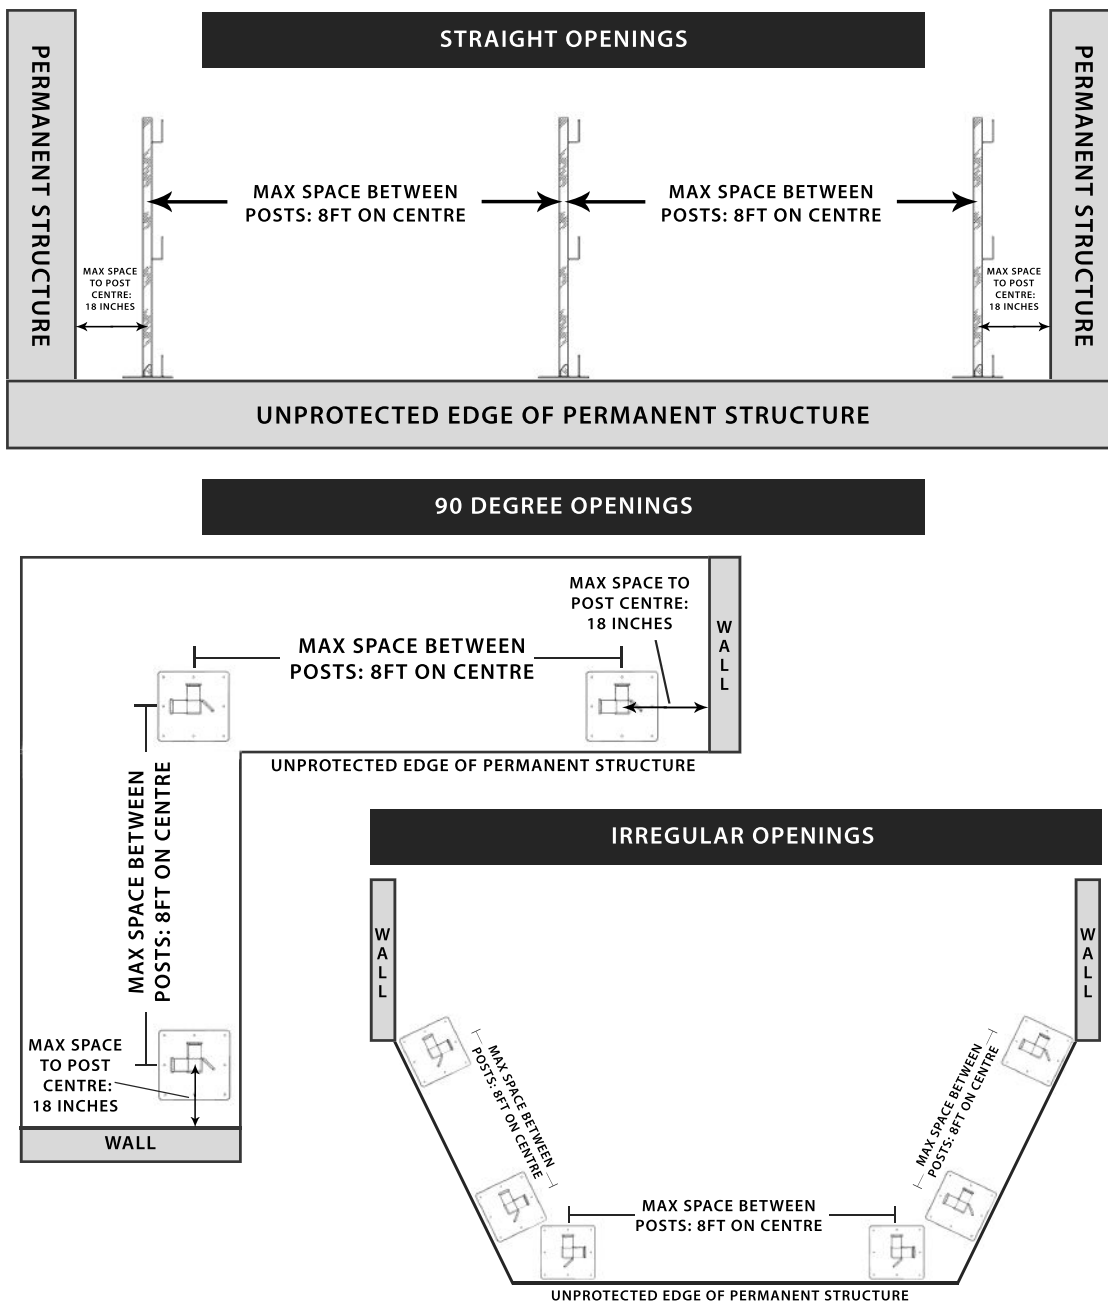 STRAIGHT OPENINGS
PERMANENT STRUCTURE
PERMANENT STRUCTURE
MAX SPACE BETWEEN
POSTS: 8FT ON CENTRE
MAX SPACE BETWEEN
POSTS: 8FT ON CENTRE
MAX SPACE
TO POST
CENTRE:
18 INCHES
MAX SPACE
TO POST
CENTRE:
18 INCHES
UNPROTECTED EDGE OF PERMANENT STRUCTURE
90 DEGREE OPENINGS
MAX SPACE TO
POST CENTRE:
18 INCHES
WALL
MAX SPACE BETWEEN
POSTS: 8FT ON CENTRE
UNPROTECTED EDGE OF PERMANENT STRUCTURE
MAX SPACE BETWEEN
POSTS: 8FT ON CENTRE
MAX SPACE
TO POST
CENTRE:
18 INCHES
WALL
IRREGULAR OPENINGS
WALL
WALL
MAX SPACE BETWEEN
POSTS: 8FT ON CENTRE
MAX SPACE BETWEEN
POSTS: 8FT ON CENTRE
MAX SPACE BETWEEN
POSTS: 8FT ON CENTRE
UNPROTECTED EDGE OF PERMANENT STRUCTURE